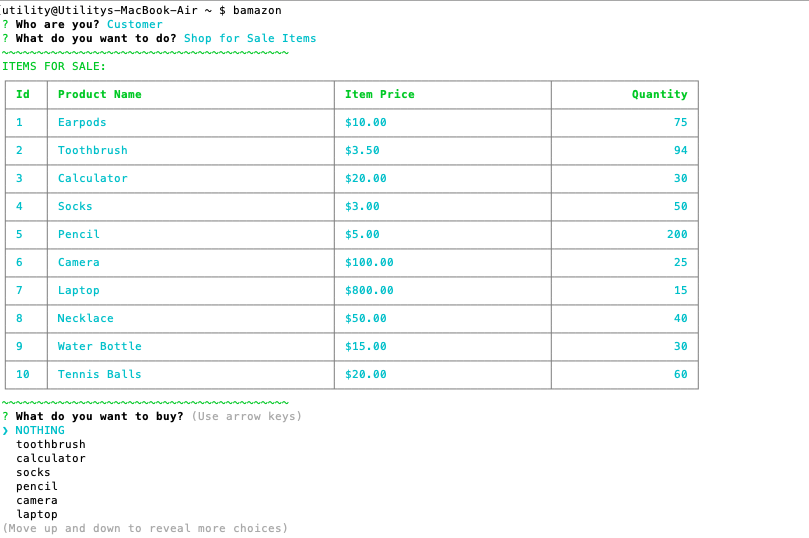 utility@Utilitys-MacBook-Air ~ $ bamazon
? Who are you? Customer
? What do you want to do? Shop for Sale Items
~~~~~~~~~~~~~~~~~~~~~~~~~~~~~~~~~~~~~~~~~
ITEMS FOR SALE:
Id Product Name Item Price Quantity
1 Earpods $10.00 75
2 Toothbrush $3.50 94
3 Calculator $20.00 30
4 Socks $3.00 50
5 Pencil $5.00 200
6 Camera $100.00 25
7 Laptop $800.00 15
8 Necklace $50.00 40
9 Water Bottle $15.00 30
10 Tennis Balls $20.00 60
~~~~~~~~~~~~~~~~~~~~~~~~~~~~~~~~~~~~~~~~~
? What do you want to buy? (Use arrow keys)
❯ NOTHING
toothbrush
calculator
socks
pencil
camera
laptop
(Move up and down to reveal more choices)